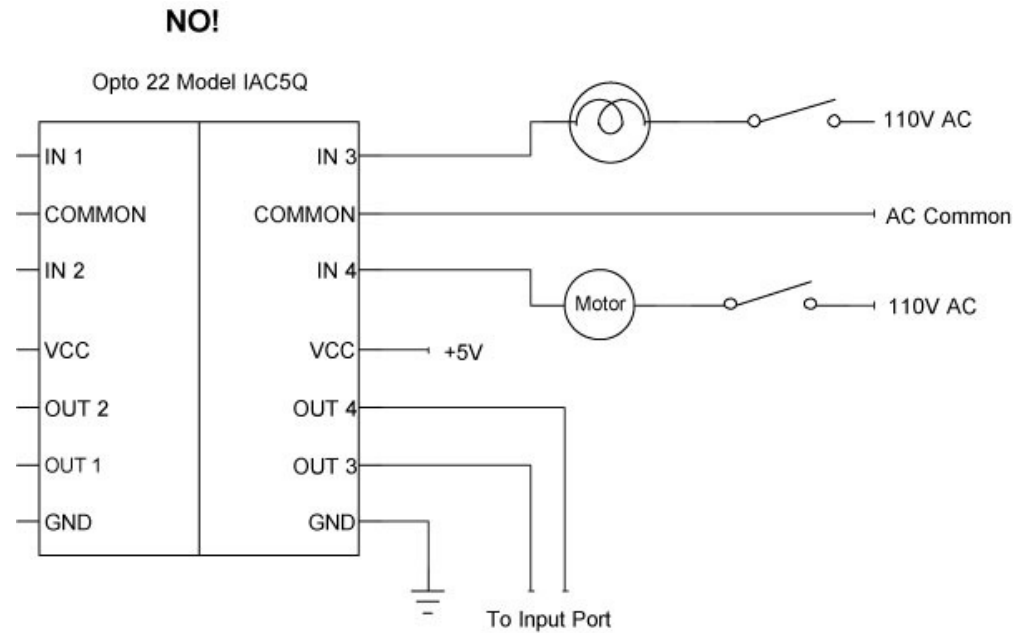 NO!
Opto 22 Model IAC5Q
IN 1
IN 3
110V AC
COMMON
COMMON
AC Common
IN 2
IN 4
Motor
110V AC
VCC
VCC
+5V
OUT 2
OUT 4
OUT 1
OUT 3
GND
GND
To Input Port